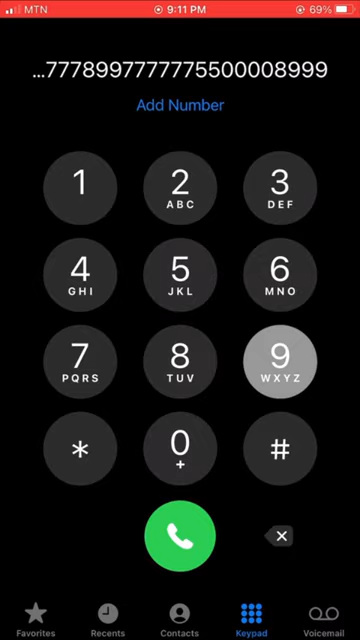 MTN 9:11 PM 69%
...7778997777775500008999
Add Number
1 2 3
ABC DEF
4 5 6
GHI JKL MNO
7 8 9
PQRS TUV WXYZ
* 0 #
+
Favorites Recents Contacts Keypad Voicemail